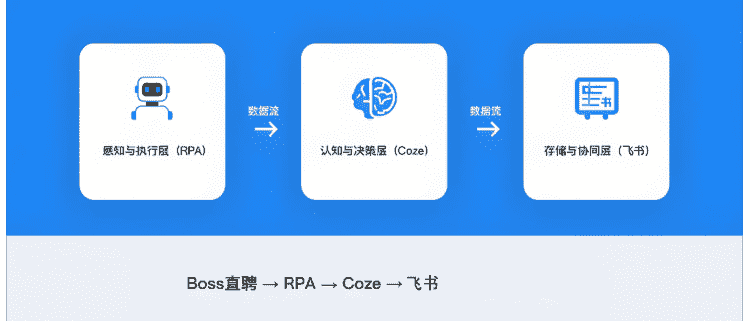 数据流
数据流
感知与执行层（RPA）
认知与决策层（Coze）
存储与协同层（飞书）
Boss直聘 → RPA → Coze → 飞书